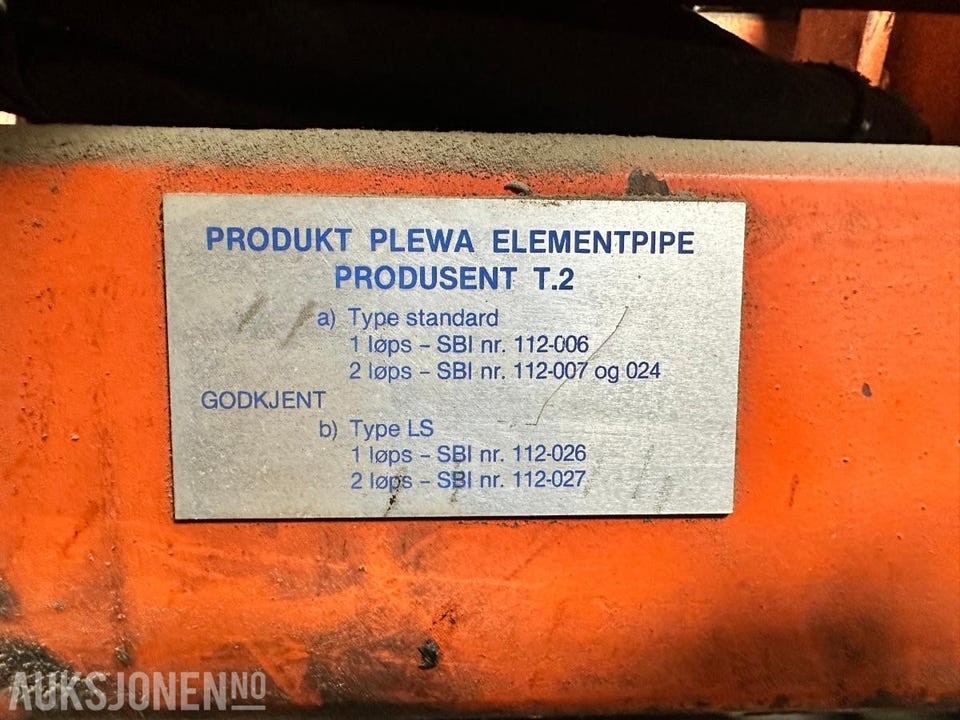 PRODUKT PLEWA ELEMENTPIPE
PRODUSENT T.2
a) Type standard
1 løps – SBI nr. 112-006
2 løps – SBI nr. 112-007 og 024
GODKJENT
b) Type LS
1 løps – SBI nr. 112-026
2 løps – SBI nr. 112-027
AUKSJONEN NO